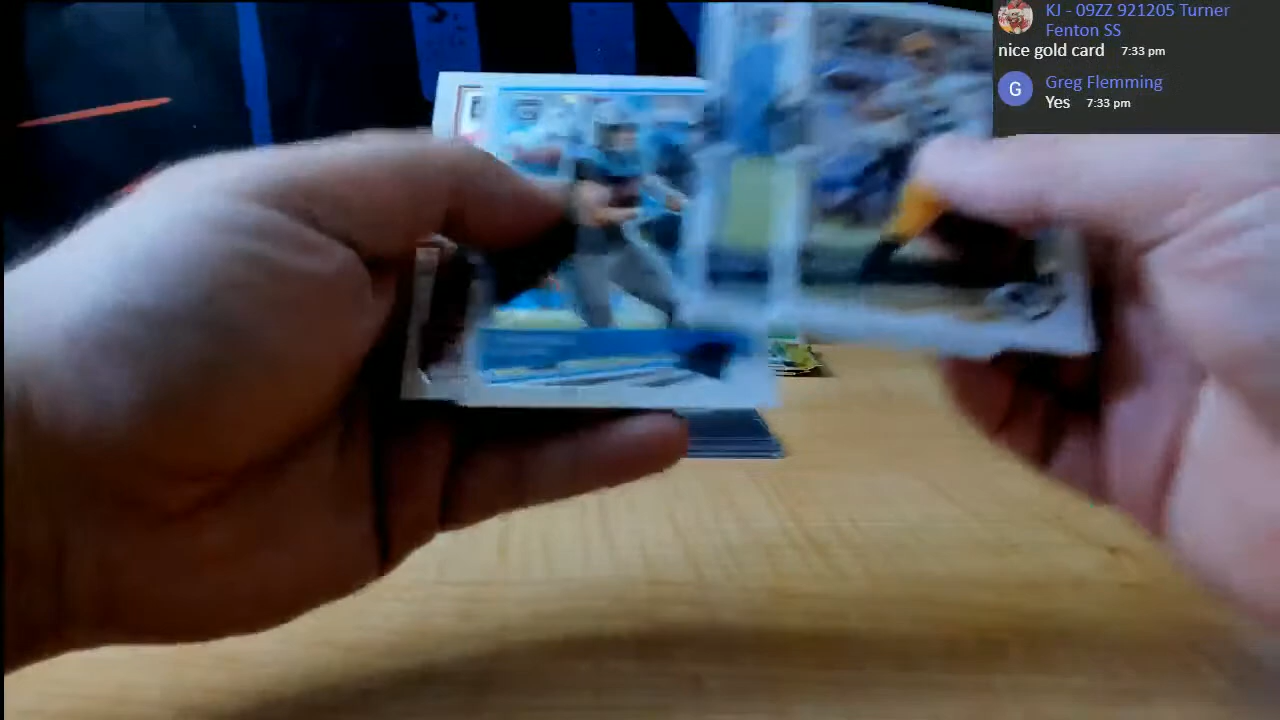 KJ - 09ZZ 921205 Turner
Fenton SS
nice gold card 7:33 pm
G
Greg Flemming
Yes 7:33 pm